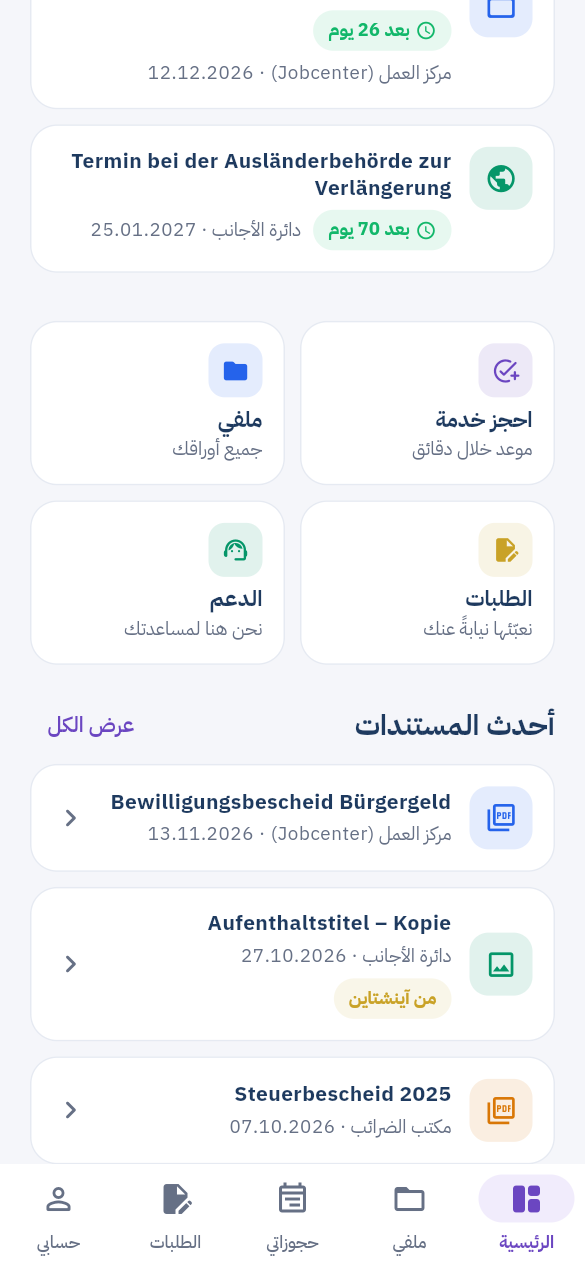 بعد 26 يوم
مركز العمل (Jobcenter) · 12.12.2026
Termin bei der Ausländerbehörde zur
Verlängerung
بعد 70 يوم
دائرة الأجانب · 25.01.2027
احجز خدمة
موعد خلال دقائق
ملفي
جميع أوراقك
الطلبات
نعبّئها نيابةً عنك
الدعم
نحن هنا لمساعدتك
أحدث المستندات
عرض الكل
Bewilligungsbescheid Bürgergeld
مركز العمل (Jobcenter) · 13.11.2026
Aufenthaltstitel – Kopie
دائرة الأجانب · 27.10.2026
من آينشتاين
Steuerbescheid 2025
مكتب الضرائب · 07.10.2026
الرئيسية
ملفي
حجوزاتي
الطلبات
حسابي